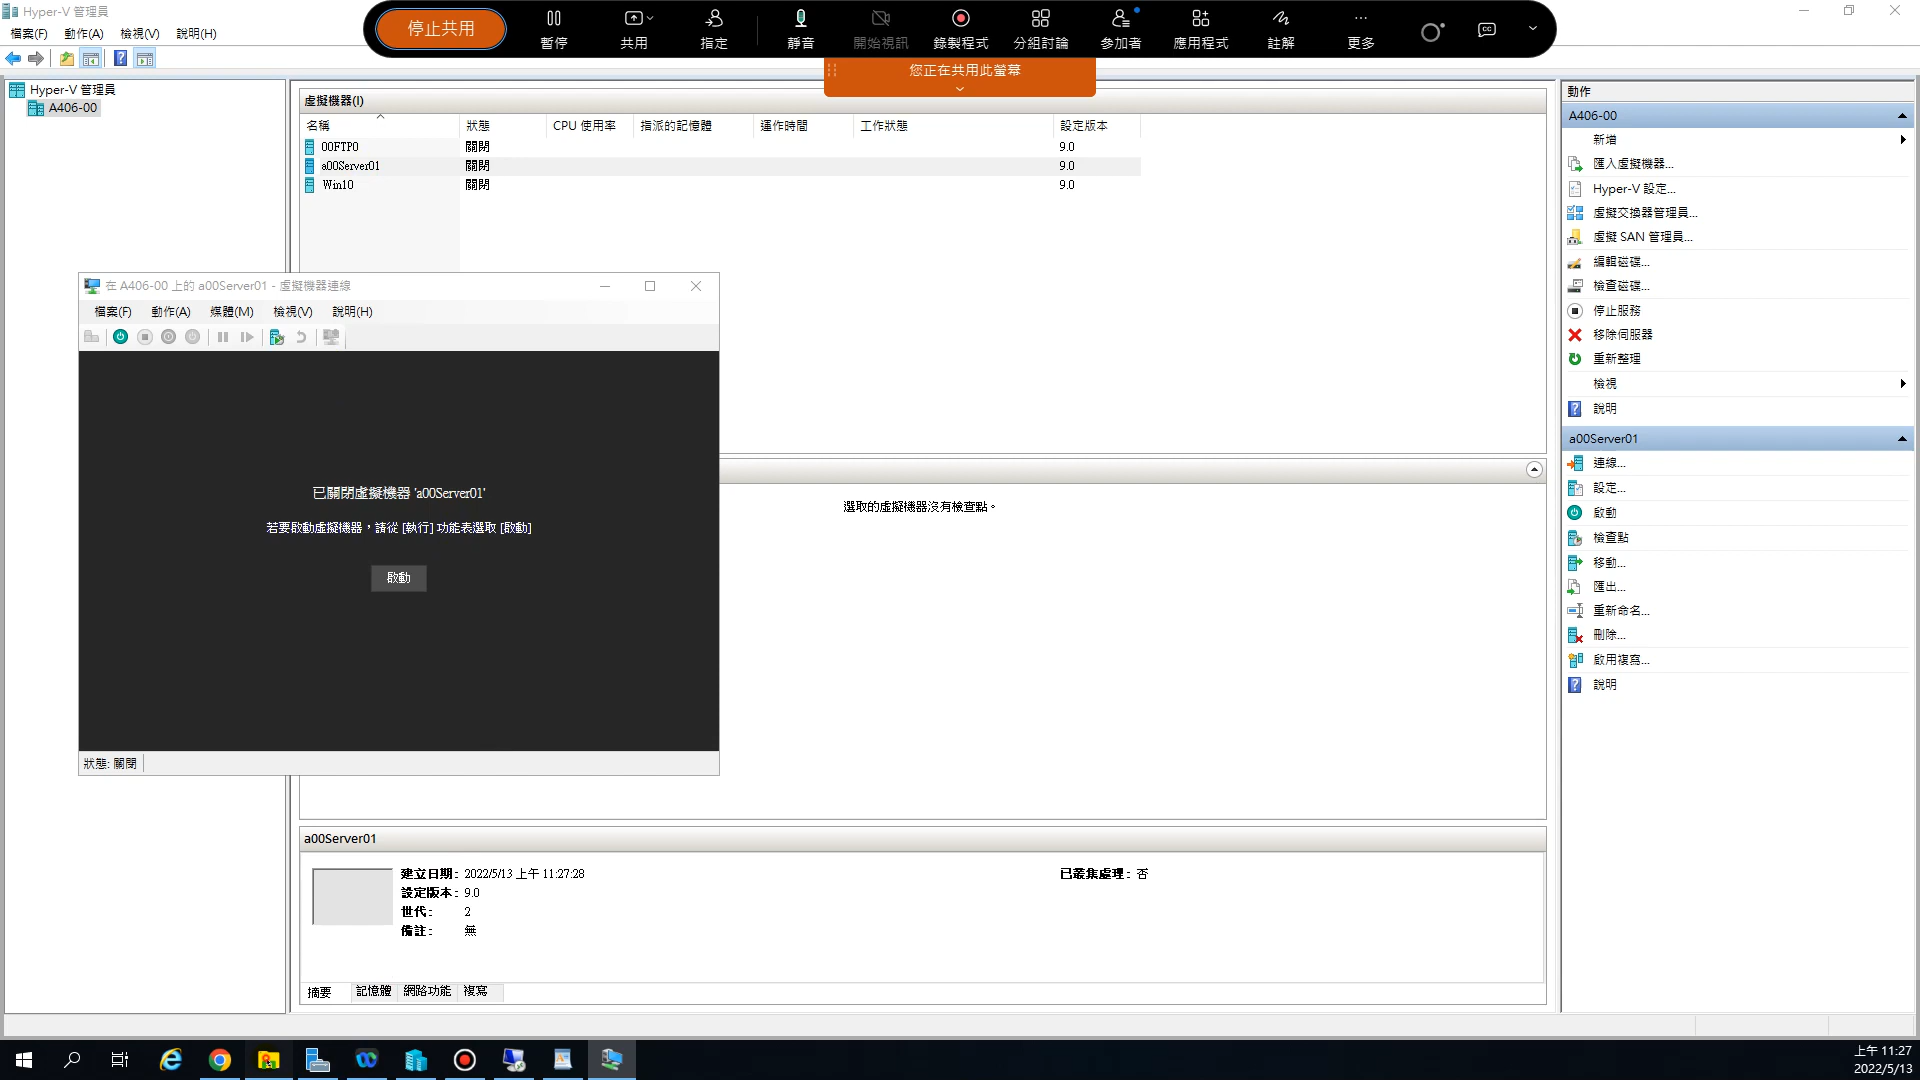 Hyper-V 管理員
檔案(F) 動作(A) 檢視(V) 說明(H)
停止共用
暫停
共用
指定
靜音
開始視訊
錄製程式
分組討論
參加者
應用程式
註解
更多
您正在共用此螢幕
Hyper-V 管理員
A406-00
虛擬機器(I)
名稱 狀態 CPU 使用率 指派的記憶體 運作時間 工作狀態 設定版本
00FTP0 關閉 9.0
a00Server01 關閉 9.0
Win10 關閉 9.0
在 A406-00 上的 a00Server01 - 虛擬機器連線
檔案(F) 動作(A) 媒體(M) 檢視(V) 說明(H)
已關閉虛擬機器 'a00Server01'
若要啟動虛擬機器，請從 [執行] 功能表選取 [啟動]
啟動
狀態: 關閉
選取的虛擬機器沒有檢查點。
a00Server01
建立日期: 2022/5/13 上午 11:27:28 已叢集處理: 否
設定版本: 9.0
世代: 2
備註: 無
摘要 記憶體 網路功能 複寫
動作
A406-00
新增
匯入虛擬機器...
Hyper-V 設定...
虛擬交換器管理員...
虛擬 SAN 管理員...
編輯磁碟...
檢查磁碟...
停止服務
移除伺服器
重新整理
檢視
說明
a00Server01
連線...
設定...
啟動
檢查點
移動...
匯出...
重新命名...
刪除...
啟用複寫...
說明
上午 11:27
2022/5/13